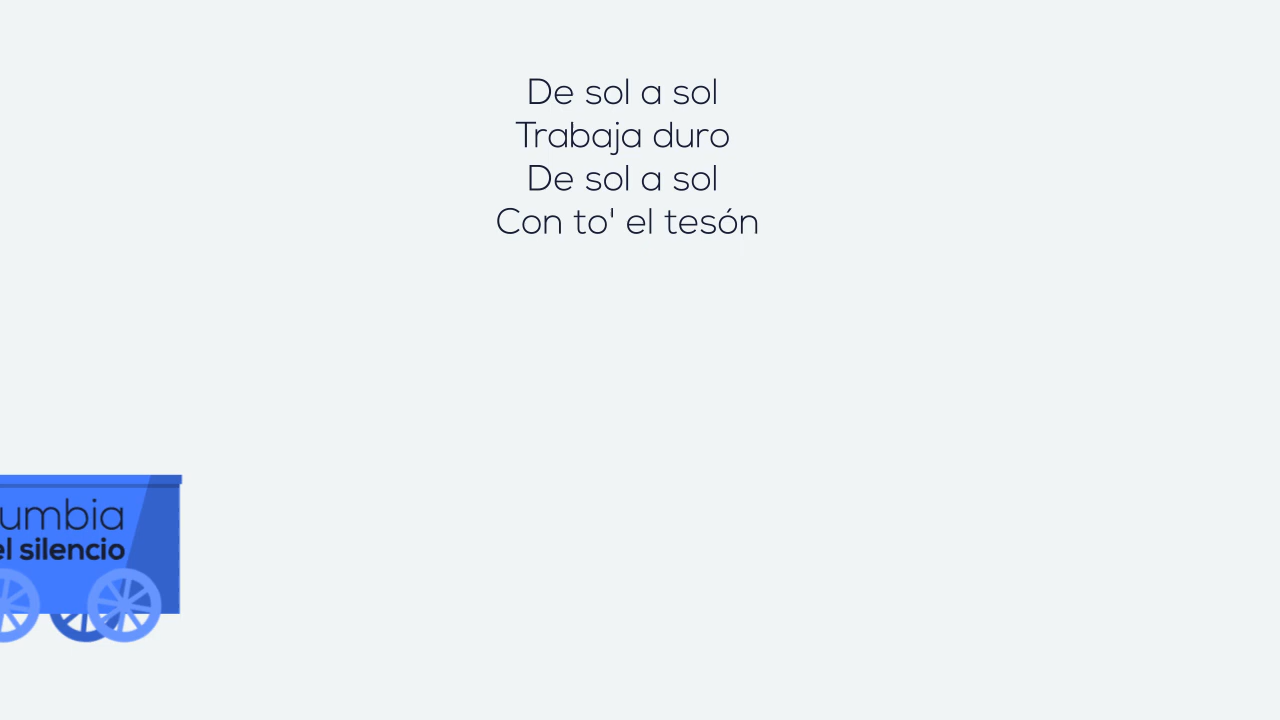 De sol a sol
Trabaja duro
De sol a sol
Con to' el tesón
umbia
el silencio